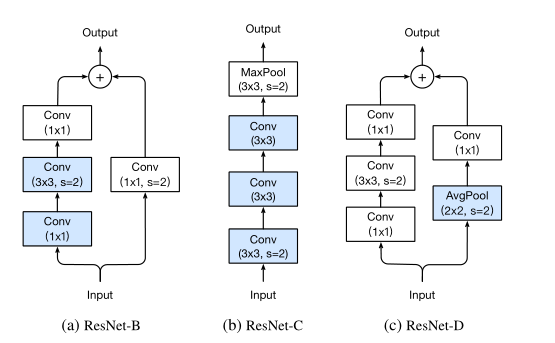 Output
+
Conv
(1x1)
Conv
(3x3, s=2)
Conv
(1x1, s=2)
Conv
(1x1)
Input
(a) ResNet-B
Output
MaxPool
(3x3, s=2)
Conv
(3x3)
Conv
(3x3)
Conv
(3x3, s=2)
Input
(b) ResNet-C
Output
+
Conv
(1x1)
Conv
(3x3, s=2)
Conv
(1x1)
Conv
(1x1)
AvgPool
(2x2, s=2)
Input
(c) ResNet-D